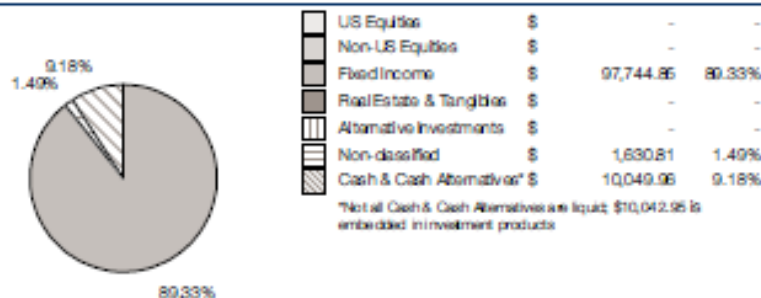 9.18%
1.49%
89.33%
US Equities $ - -
Non-US Equities $ - -
Fixed Income $ 97,744.86 89.33%
Real Estate & Tangibles $ - -
Alternative Investments $ - -
Non-classified $ 1,630.81 1.49%
Cash & Cash Alternatives* $ 10,049.96 9.18%
*Not all Cash & Cash Alternatives are liquid; $10,042.95 is
embedded in investment products